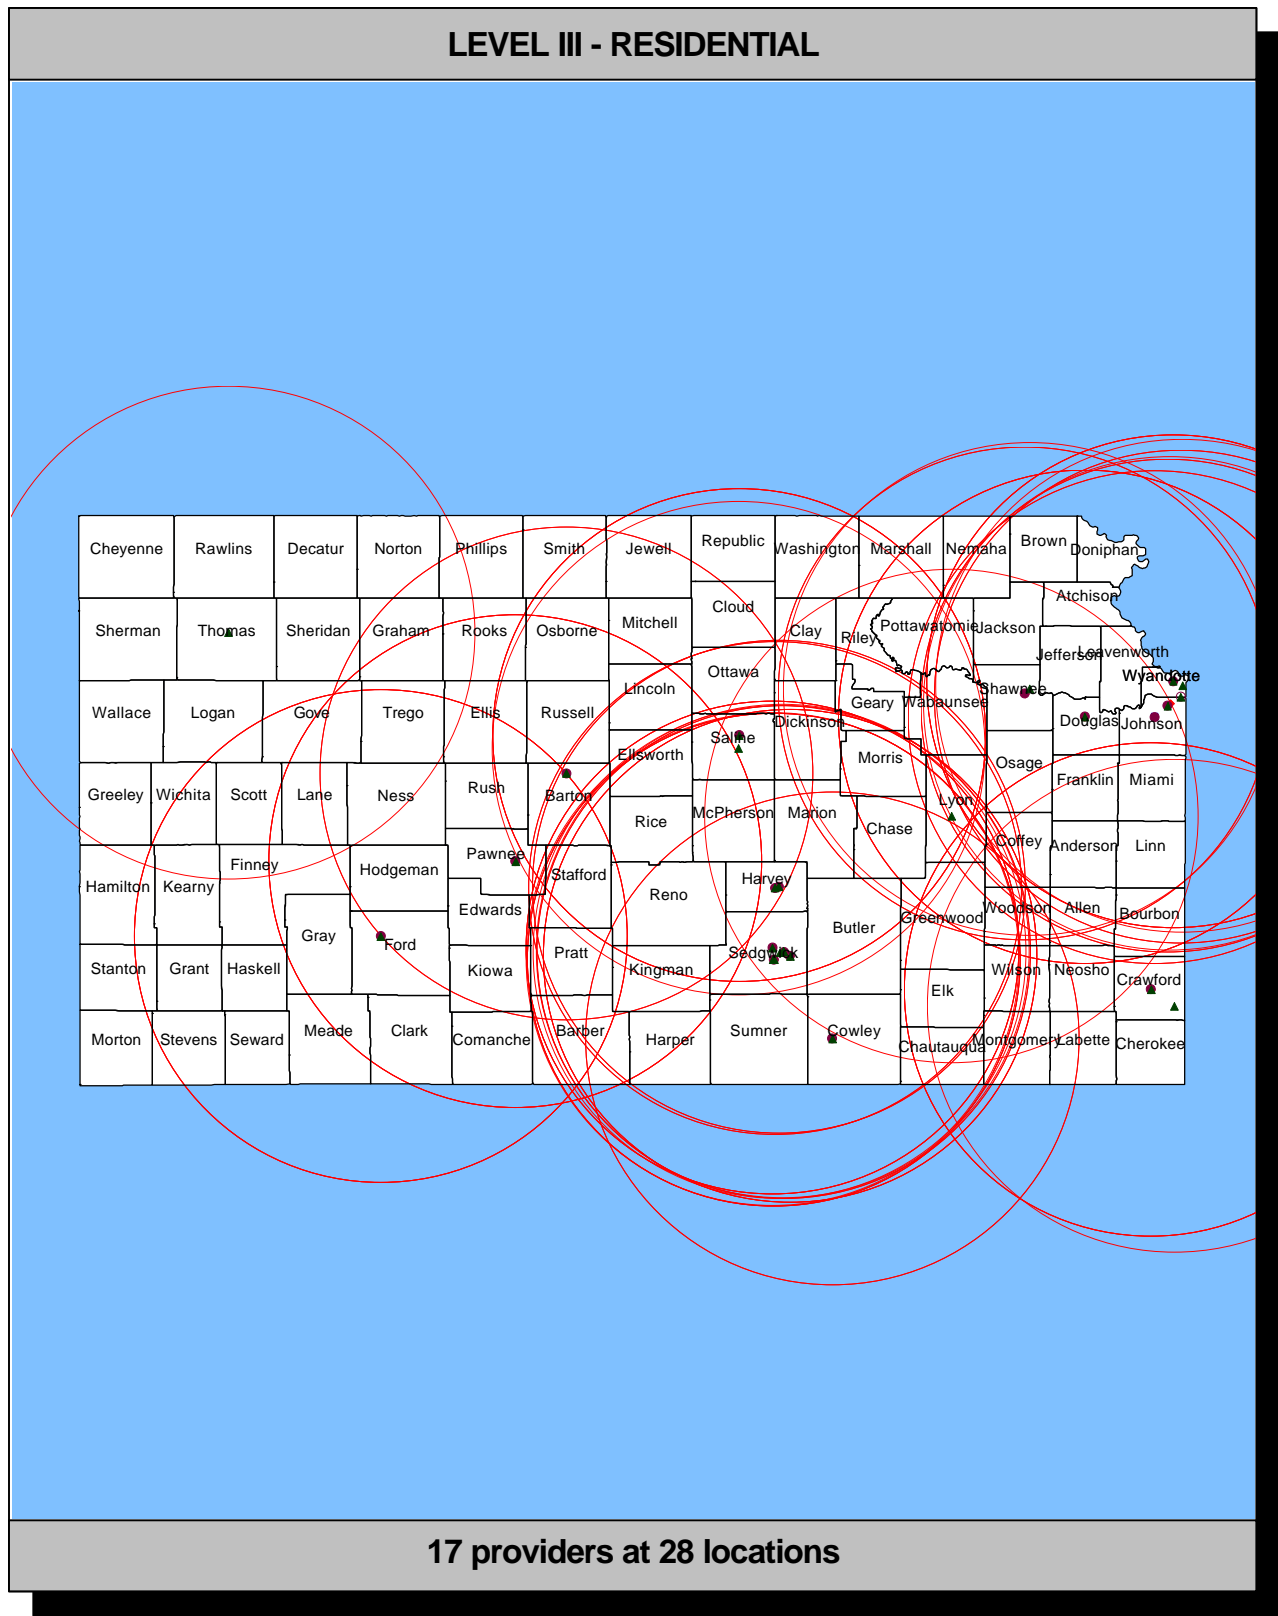 LEVEL III - RESIDENTIAL
Cheyenne Rawlins Decatur Norton Phillips Smith Jewell Republic Washington Marshall Nemaha Brown Doniphan
Atchison
Cloud
Sherman Thomas Sheridan Graham Rooks Osborne Mitchell Clay Riley Pottawatomie Jackson
Jefferson Leavenworth
Ottawa
Wyandotte
Lincoln Shawnee
Wallace Logan Gove Trego Ellis Russell Dickinson Geary Wabaunsee Douglas Johnson
Saline
Ellsworth Morris Osage
Greeley Wichita Scott Lane Ness Rush Barton Lyon Franklin Miami
Rice McPherson Marion Chase
Coffey Anderson Linn
Finney Hodgeman Pawnee
Hamilton Kearny Stafford Reno Harvey
Edwards Greenwood Woodson Allen Bourbon
Gray Ford Butler
Stanton Grant Haskell Kiowa Pratt Kingman Sedgwick Elk Wilson Neosho Crawford
Morton Stevens Seward Meade Clark Comanche Barber Harper Sumner Cowley Chautauqua Montgomery Labette Cherokee
17 providers at 28 locations